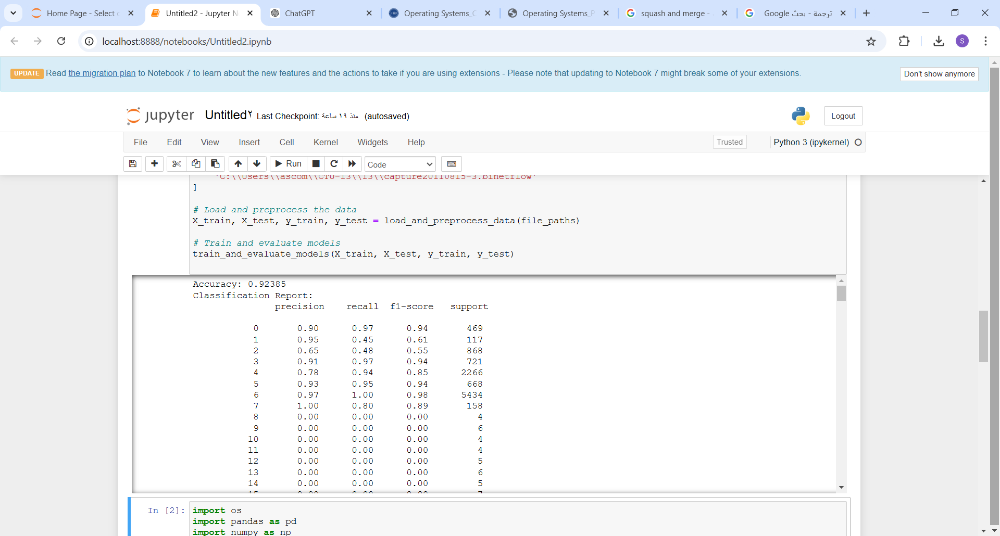 Home Page - Select c
Untitled2 - Jupyter N
ChatGPT
Operating Systems_C
Operating Systems_P
squash and merge -
ترجمة - بحث Google
localhost:8888/notebooks/Untitled2.ipynb
S
UPDATE Read the migration plan to Notebook 7 to learn about the new features and the actions to take if you are using extensions - Please note that updating to Notebook 7 might break some of your extensions.
Don't show anymore
jupyter Untitled٢ Last Checkpoint: منذ ١٩ ساعة (autosaved)
Logout
File Edit View Insert Cell Kernel Widgets Help
Trusted
Python 3 (ipykernel)
Run
Code
'C:\\Users\\ascom\\CTU-13\\13\\capture20110815-3.binetflow'
]
# Load and preprocess the data
X_train, X_test, y_train, y_test = load_and_preprocess_data(file_paths)
# Train and evaluate models
train_and_evaluate_models(X_train, X_test, y_train, y_test)
Accuracy: 0.92385
Classification Report:
precision recall f1-score support
0 0.90 0.97 0.94 469
1 0.95 0.45 0.61 117
2 0.65 0.48 0.55 868
3 0.91 0.97 0.94 721
4 0.78 0.94 0.85 2266
5 0.93 0.95 0.94 668
6 0.97 1.00 0.98 5434
7 1.00 0.80 0.89 158
8 0.00 0.00 0.00 4
9 0.00 0.00 0.00 6
10 0.00 0.00 0.00 4
11 0.00 0.00 0.00 4
12 0.00 0.00 0.00 5
13 0.00 0.00 0.00 6
14 0.00 0.00 0.00 5
15 0.00 0.00 0.00 7
In [2]: import os
import pandas as pd
import numpy as np